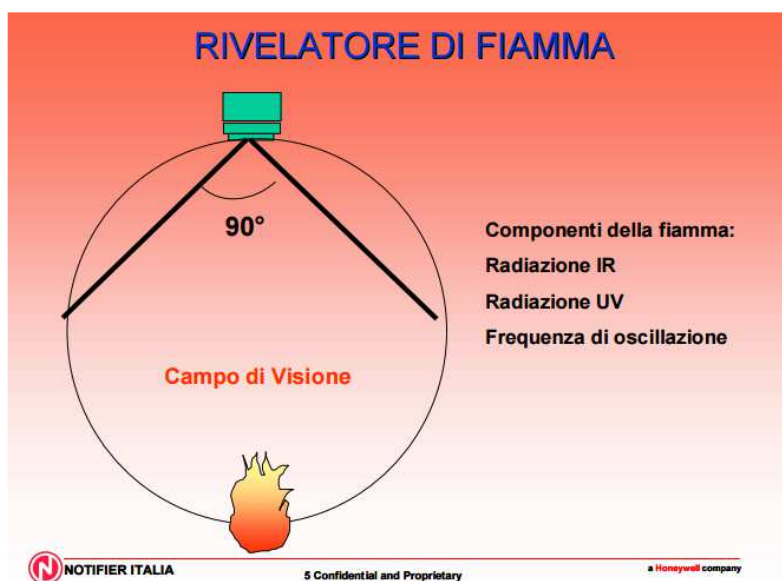 RIVELATORE DI FIAMMA
90°
Componenti della fiamma:
Radiazione IR
Radiazione UV
Frequenza di oscillazione
Campo di Visione
N NOTIFIER ITALIA
5 Confidential and Proprietary
a Honeywell company